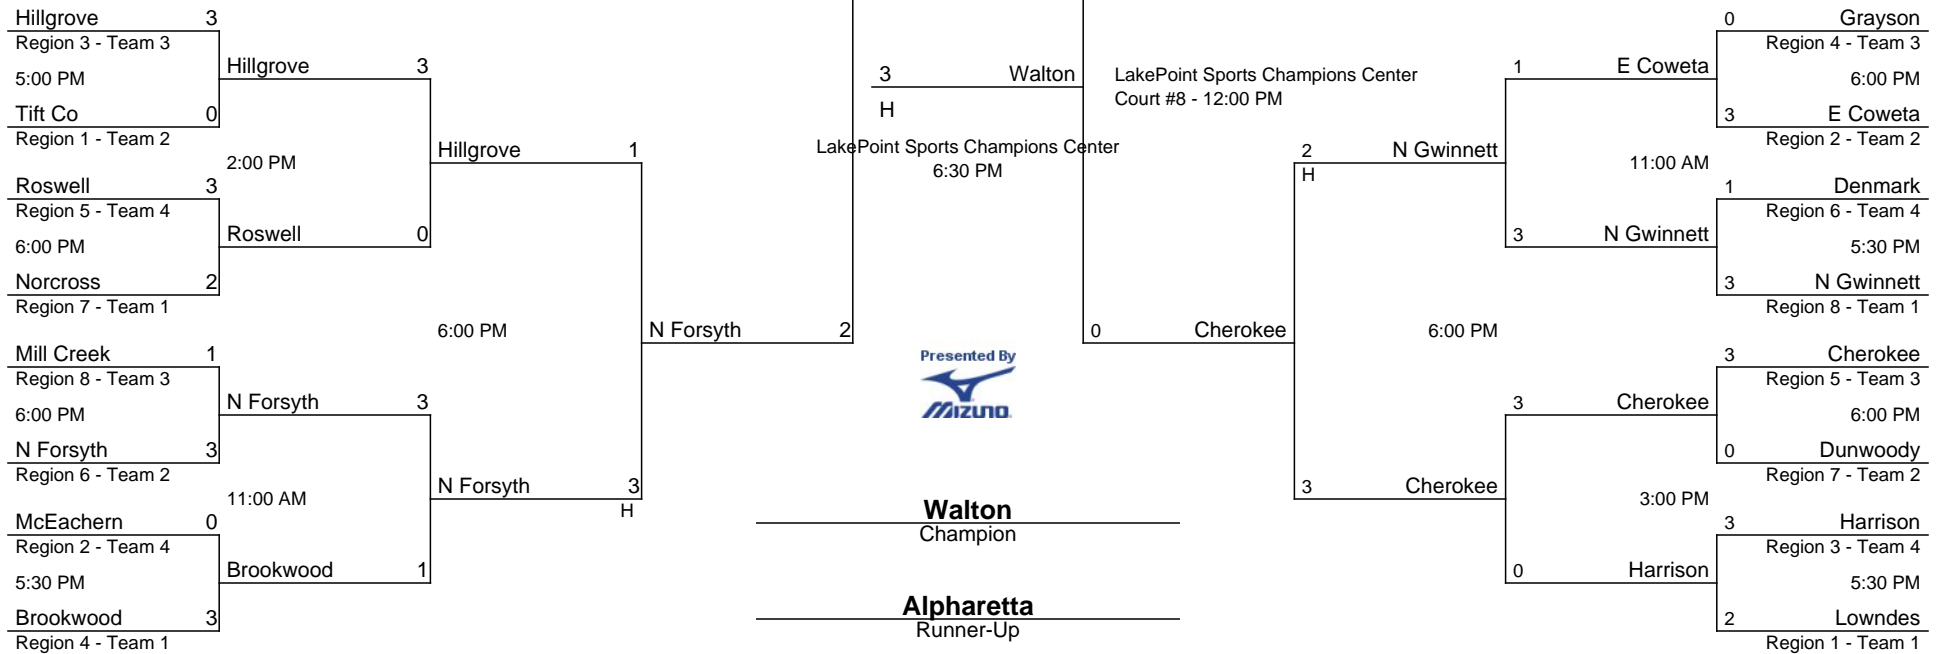 Hillgrove 3
Region 3 - Team 3
5:00 PM
Tift Co 0
Region 1 - Team 2
Roswell 3
Region 5 - Team 4
6:00 PM
Norcross 2
Region 7 - Team 1
Mill Creek 1
Region 8 - Team 3
6:00 PM
N Forsyth 3
Region 6 - Team 2
McEachern 0
Region 2 - Team 4
5:30 PM
Brookwood 3
Region 4 - Team 1
Hillgrove 3
2:00 PM
Roswell 0
N Forsyth 3
11:00 AM
Brookwood 1
Hillgrove 1
6:00 PM
N Forsyth 3
H
N Forsyth 2
3 Walton
H
LakePoint Sports Champions Center
6:30 PM
Presented By
MIZUNO
Walton
Champion
Alpharetta
Runner-Up
LakePoint Sports Champions Center
Court #8 - 12:00 PM
0 Cherokee
2 N Gwinnett
H
6:00 PM
3 Cherokee
1 E Coweta
11:00 AM
3 N Gwinnett
3 Cherokee
3:00 PM
0 Harrison
0 Grayson
Region 4 - Team 3
6:00 PM
3 E Coweta
Region 2 - Team 2
1 Denmark
Region 6 - Team 4
5:30 PM
3 N Gwinnett
Region 8 - Team 1
3 Cherokee
Region 5 - Team 3
6:00 PM
0 Dunwoody
Region 7 - Team 2
3 Harrison
Region 3 - Team 4
5:30 PM
2 Lowndes
Region 1 - Team 1